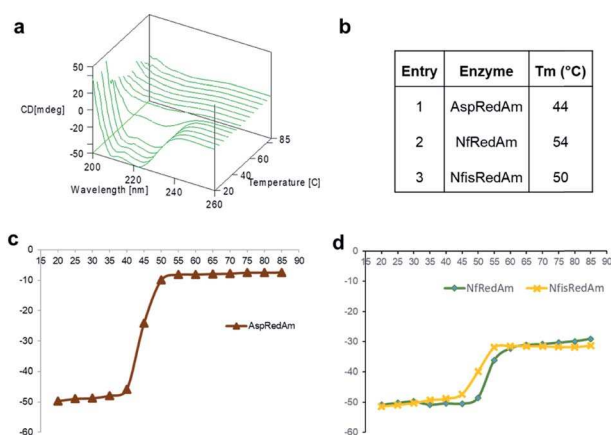 a
50
20
0
-20
-50
CD[mdeg]
200
220
240
260
Wavelength [nm]
20
40
60
85
Temperature [C]
b
Entry Enzyme Tm (°C)
1 AspRedAm 44
2 NfRedAm 54
3 NfisRedAm 50
c
0
-10
-20
-30
-40
-50
-60
15 20 25 30 35 40 45 50 55 60 65 70 75 80 85 90
AspRedAm
d
0
-10
-20
-30
-40
-50
-60
15 20 25 30 35 40 45 50 55 60 65 70 75 80 85 90
NfRedAm NfisRedAm